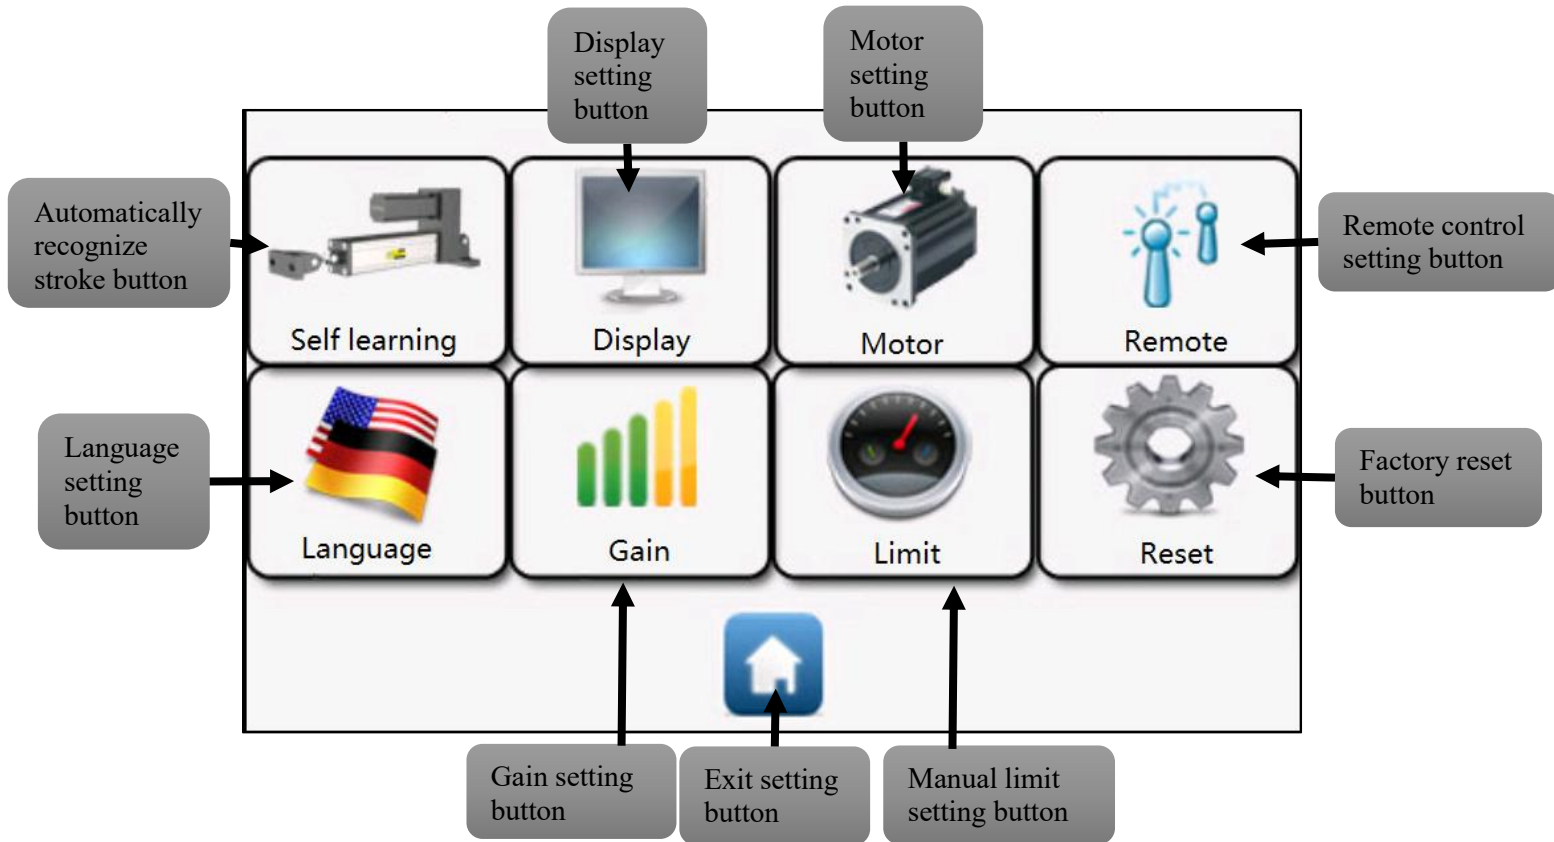 Display
setting
button
Motor
setting
button
Automatically
recognize
stroke button
Remote control
setting button
Self learning
Display
Motor
Remote
Language
setting
button
Factory reset
button
Language
Gain
Limit
Reset
Gain setting
button
Exit setting
button
Manual limit
setting button